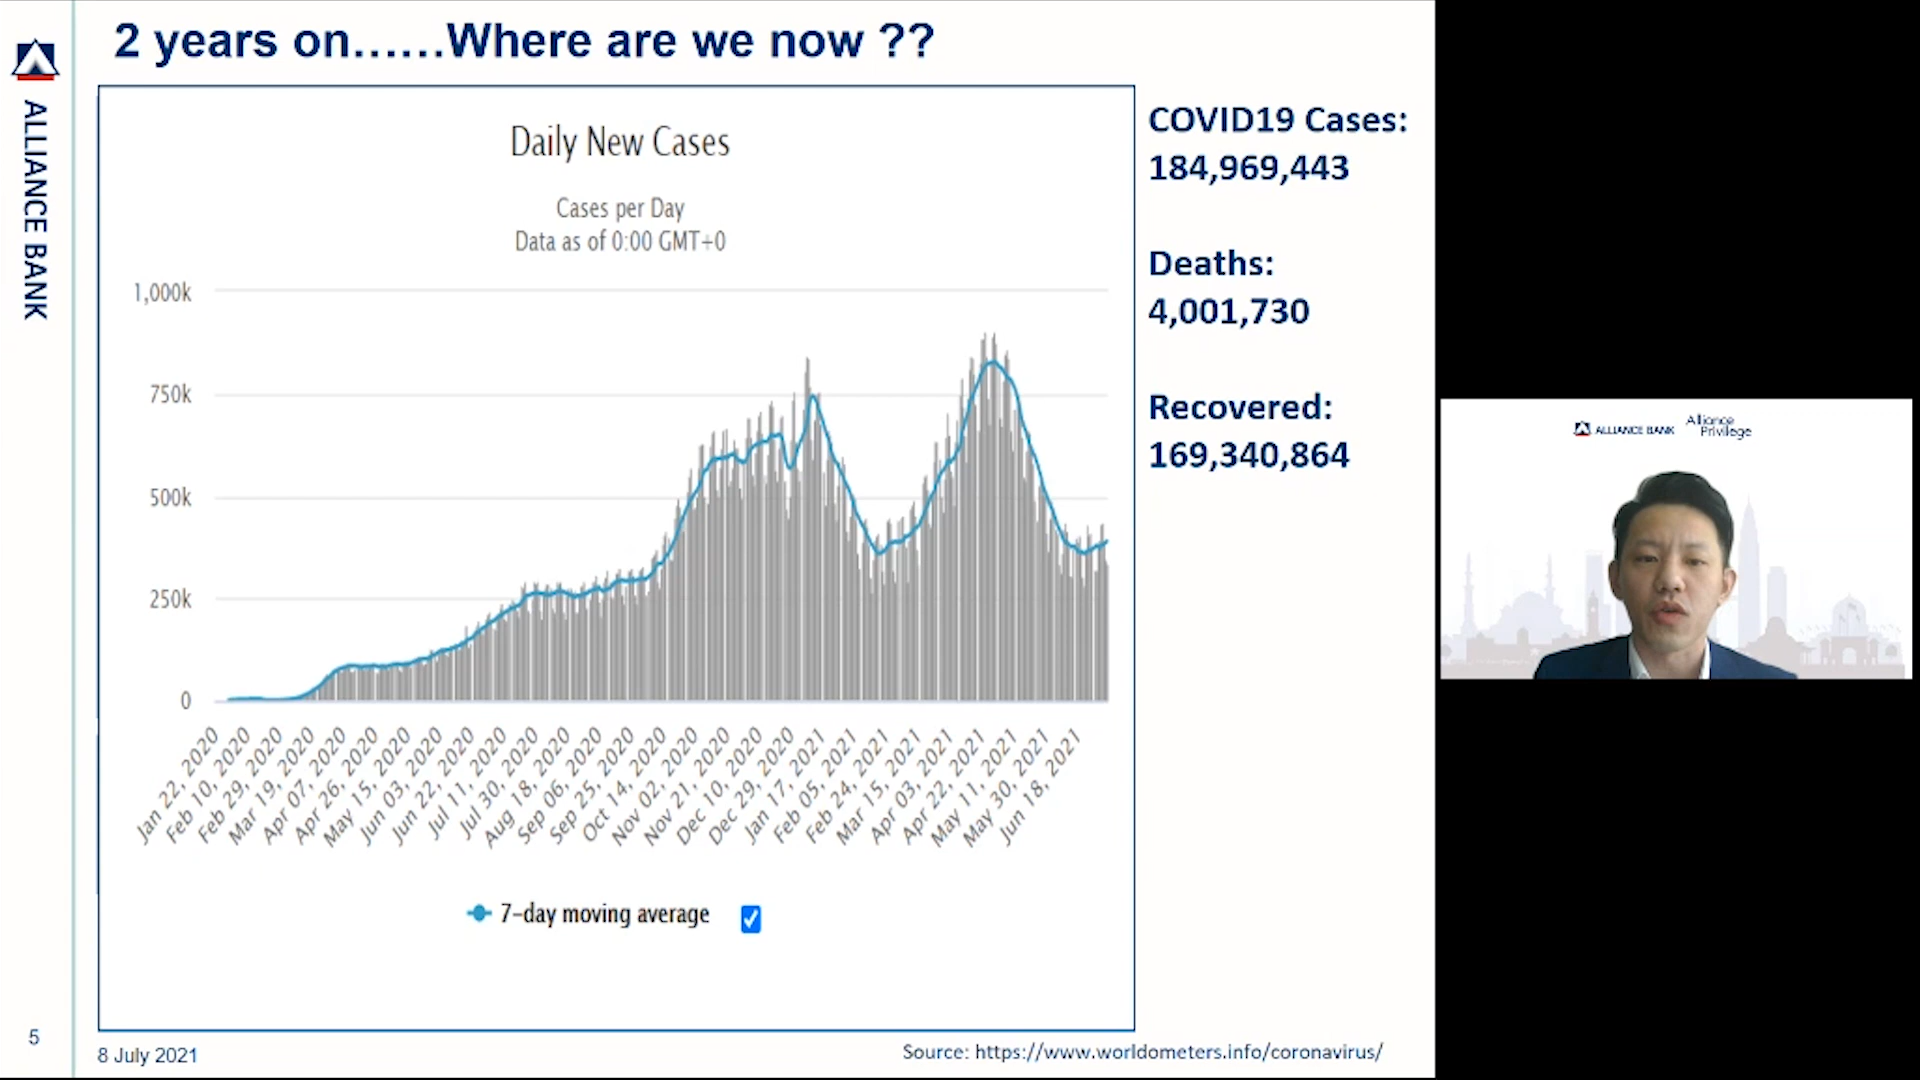 2 years on......Where are we now ??
ALLIANCE BANK
Daily New Cases
Cases per Day
Data as of 0:00 GMT+0
1,000k
750k
500k
250k
0
Jan 22, 2020
Feb 10, 2020
Feb 29, 2020
Mar 19, 2020
Apr 07, 2020
Apr 26, 2020
May 15, 2020
Jun 03, 2020
Jun 22, 2020
Jul 11, 2020
Jul 30, 2020
Aug 18, 2020
Sep 06, 2020
Sep 25, 2020
Oct 14, 2020
Nov 02, 2020
Nov 21, 2020
Dec 10, 2020
Dec 29, 2020
Jan 17, 2021
Feb 05, 2021
Feb 24, 2021
Mar 15, 2021
Apr 03, 2021
Apr 22, 2021
May 11, 2021
May 30, 2021
Jun 18, 2021
7-day moving average
COVID19 Cases:
184,969,443
Deaths:
4,001,730
Recovered:
169,340,864
ALLIANCE BANK
Alliance
Privilege
5
8 July 2021
Source: https://www.worldometers.info/coronavirus/